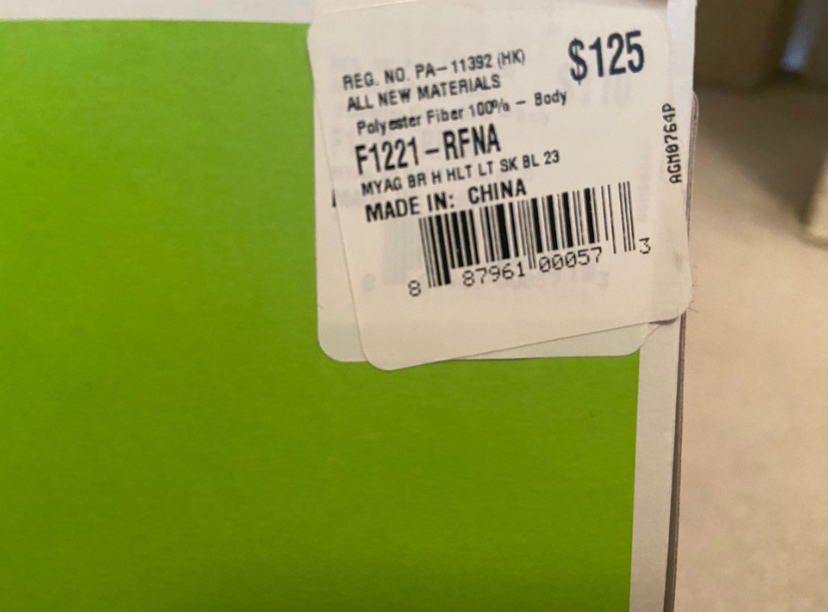 REG. NO. PA-11392 (HK)
$125
ALL NEW MATERIALS
Polyester Fiber 100% - Body
F1221-RFNA
MYAG BR H HLT LT SK BL 23
MADE IN: CHINA
8 87961 00057 3
AGM0764P